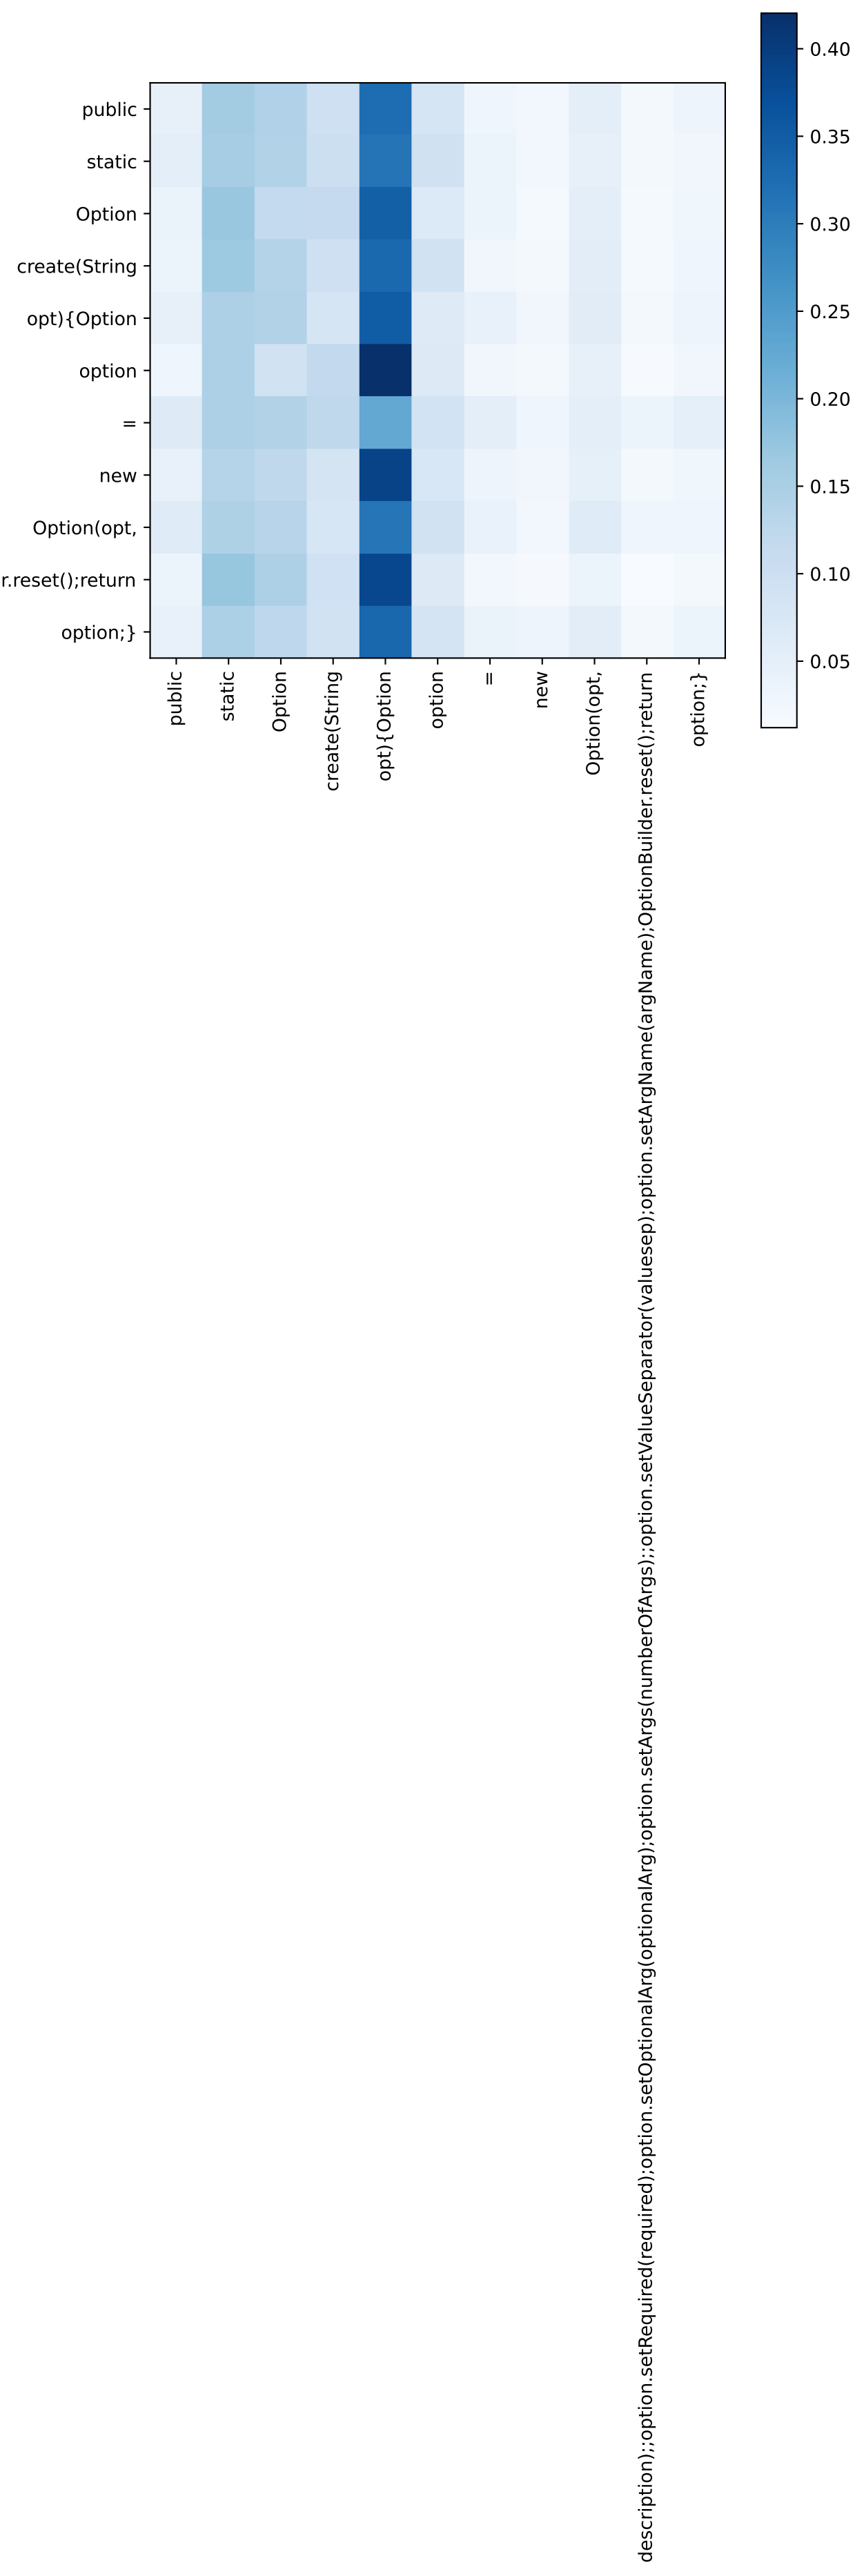 public
static
Option
create(String
opt){Option
option
=
new
Option(opt,
r.reset();return
option;}
public
static
Option
create(String
opt){Option
option
=
new
Option(opt,
description);;option.setRequired(required);option.setOptionalArg(optionalArg);option.setArgs(numberOfArgs);;option.setValueSeparator(valuesep);option.setArgName(argName);OptionBuilder.reset();return
option;}
0.40
0.35
0.30
0.25
0.20
0.15
0.10
0.05